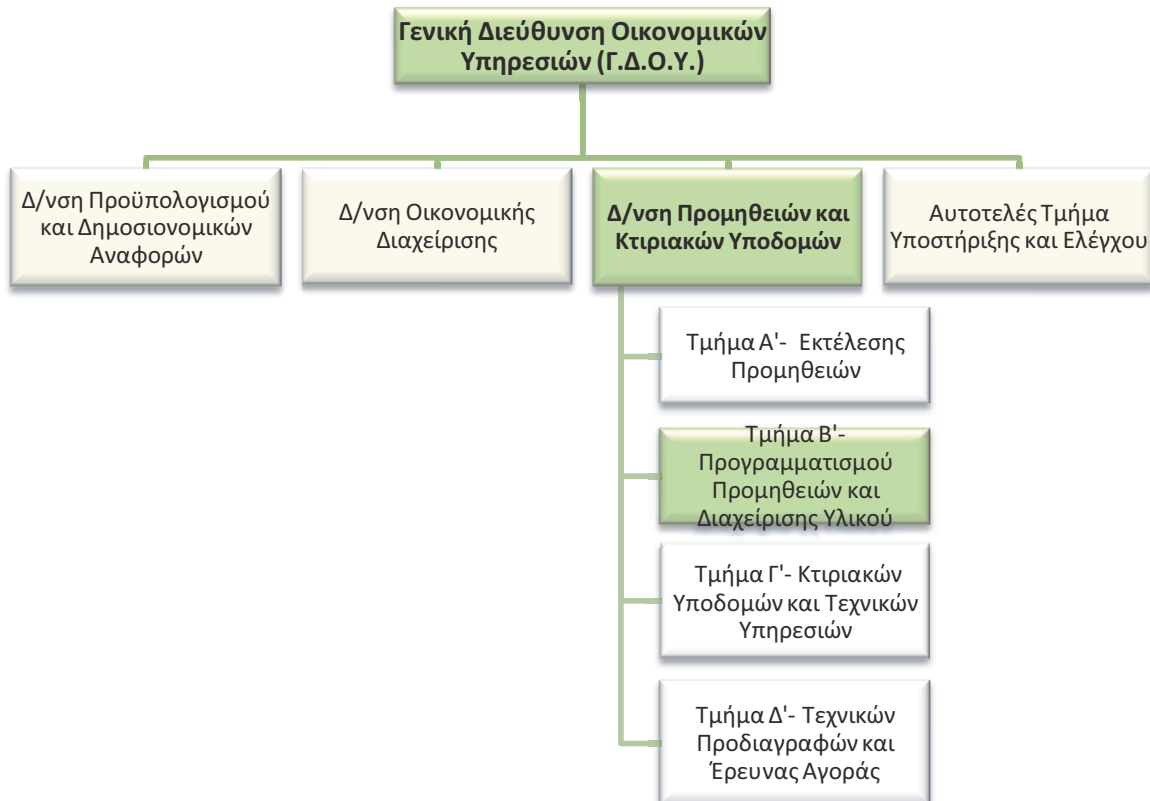 Γενική Διεύθυνση Οικονομικών
Υπηρεσιών (Γ.Δ.Ο.Υ.)
Δ/νση Προϋπολογισμού
και Δημοσιονομικών
Αναφορών
Δ/νση Οικονομικής
Διαχείρισης
Δ/νση Προμηθειών και
Κτιριακών Υποδομών
Αυτοτελές Τμήμα
Υποστήριξης και Ελέγχου
Τμήμα Α'- Εκτέλεσης
Προμηθειών
Τμήμα Β'-
Προγραμματισμού
Προμηθειών και
Διαχείρισης Υλικού
Τμήμα Γ'- Κτιριακών
Υποδομών και Τεχνικών
Υπηρεσιών
Τμήμα Δ'- Τεχνικών
Προδιαγραφών και
Έρευνας Αγοράς